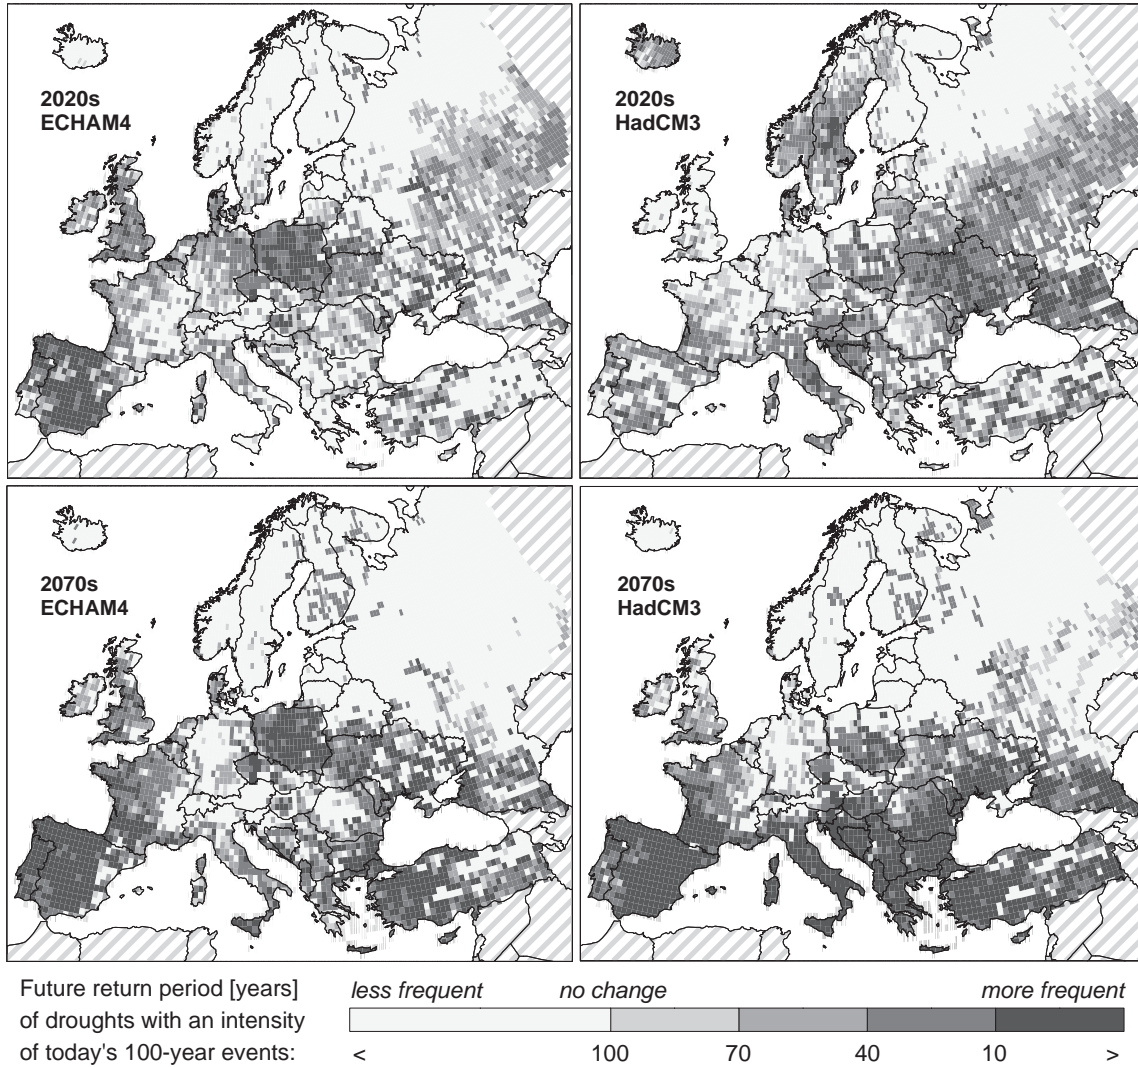 2020s
ECHAM4
2020s
HadCM3
2070s
ECHAM4
2070s
HadCM3
Future return period [years]
of droughts with an intensity
of today's 100-year events:
less frequent no change more frequent
< 100 70 40 10 >